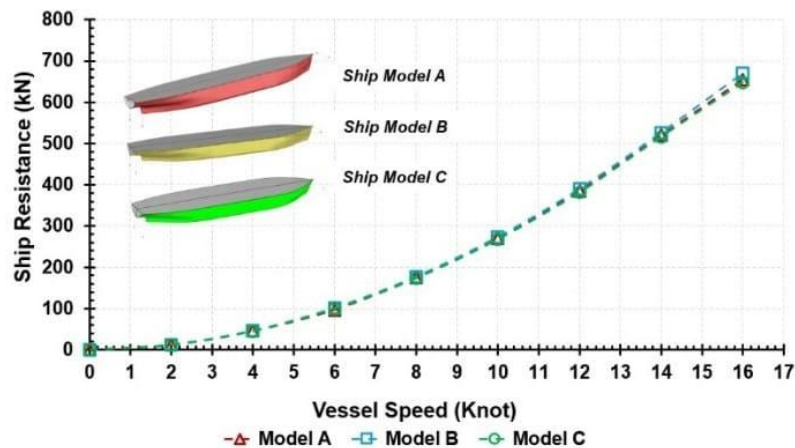 800
700
600
500
400
300
200
100
0
Ship Resistance (kN)
Ship Model A
Ship Model B
Ship Model C
0 1 2 3 4 5 6 7 8 9 10 11 12 13 14 15 16 17
Vessel Speed (Knot)
Model A Model B Model C